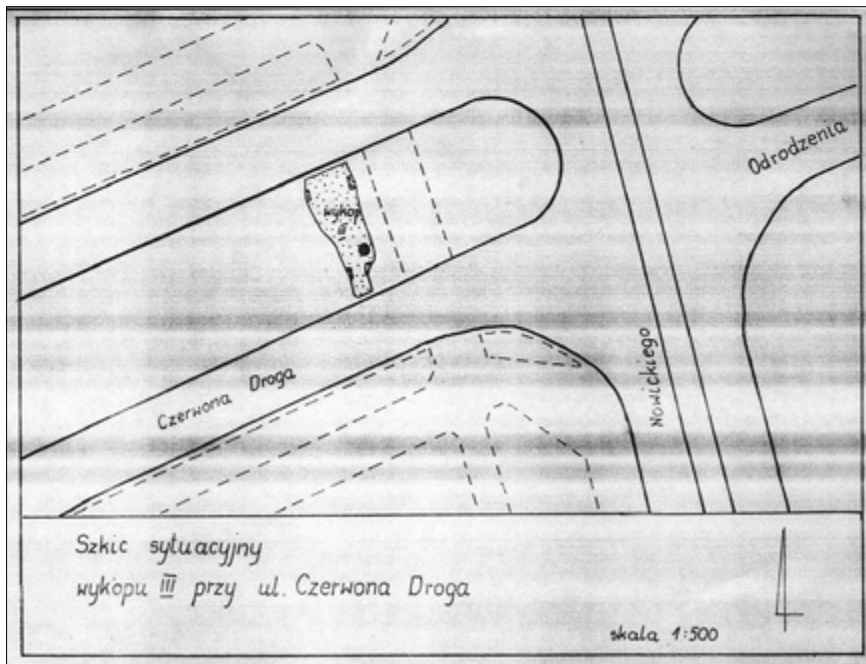 Odrodzenia
wykop
III
Nowickiego
Czerwona Droga
Szkic sytuacyjny
wykopu III przy ul. Czerwona Droga
skala 1:500